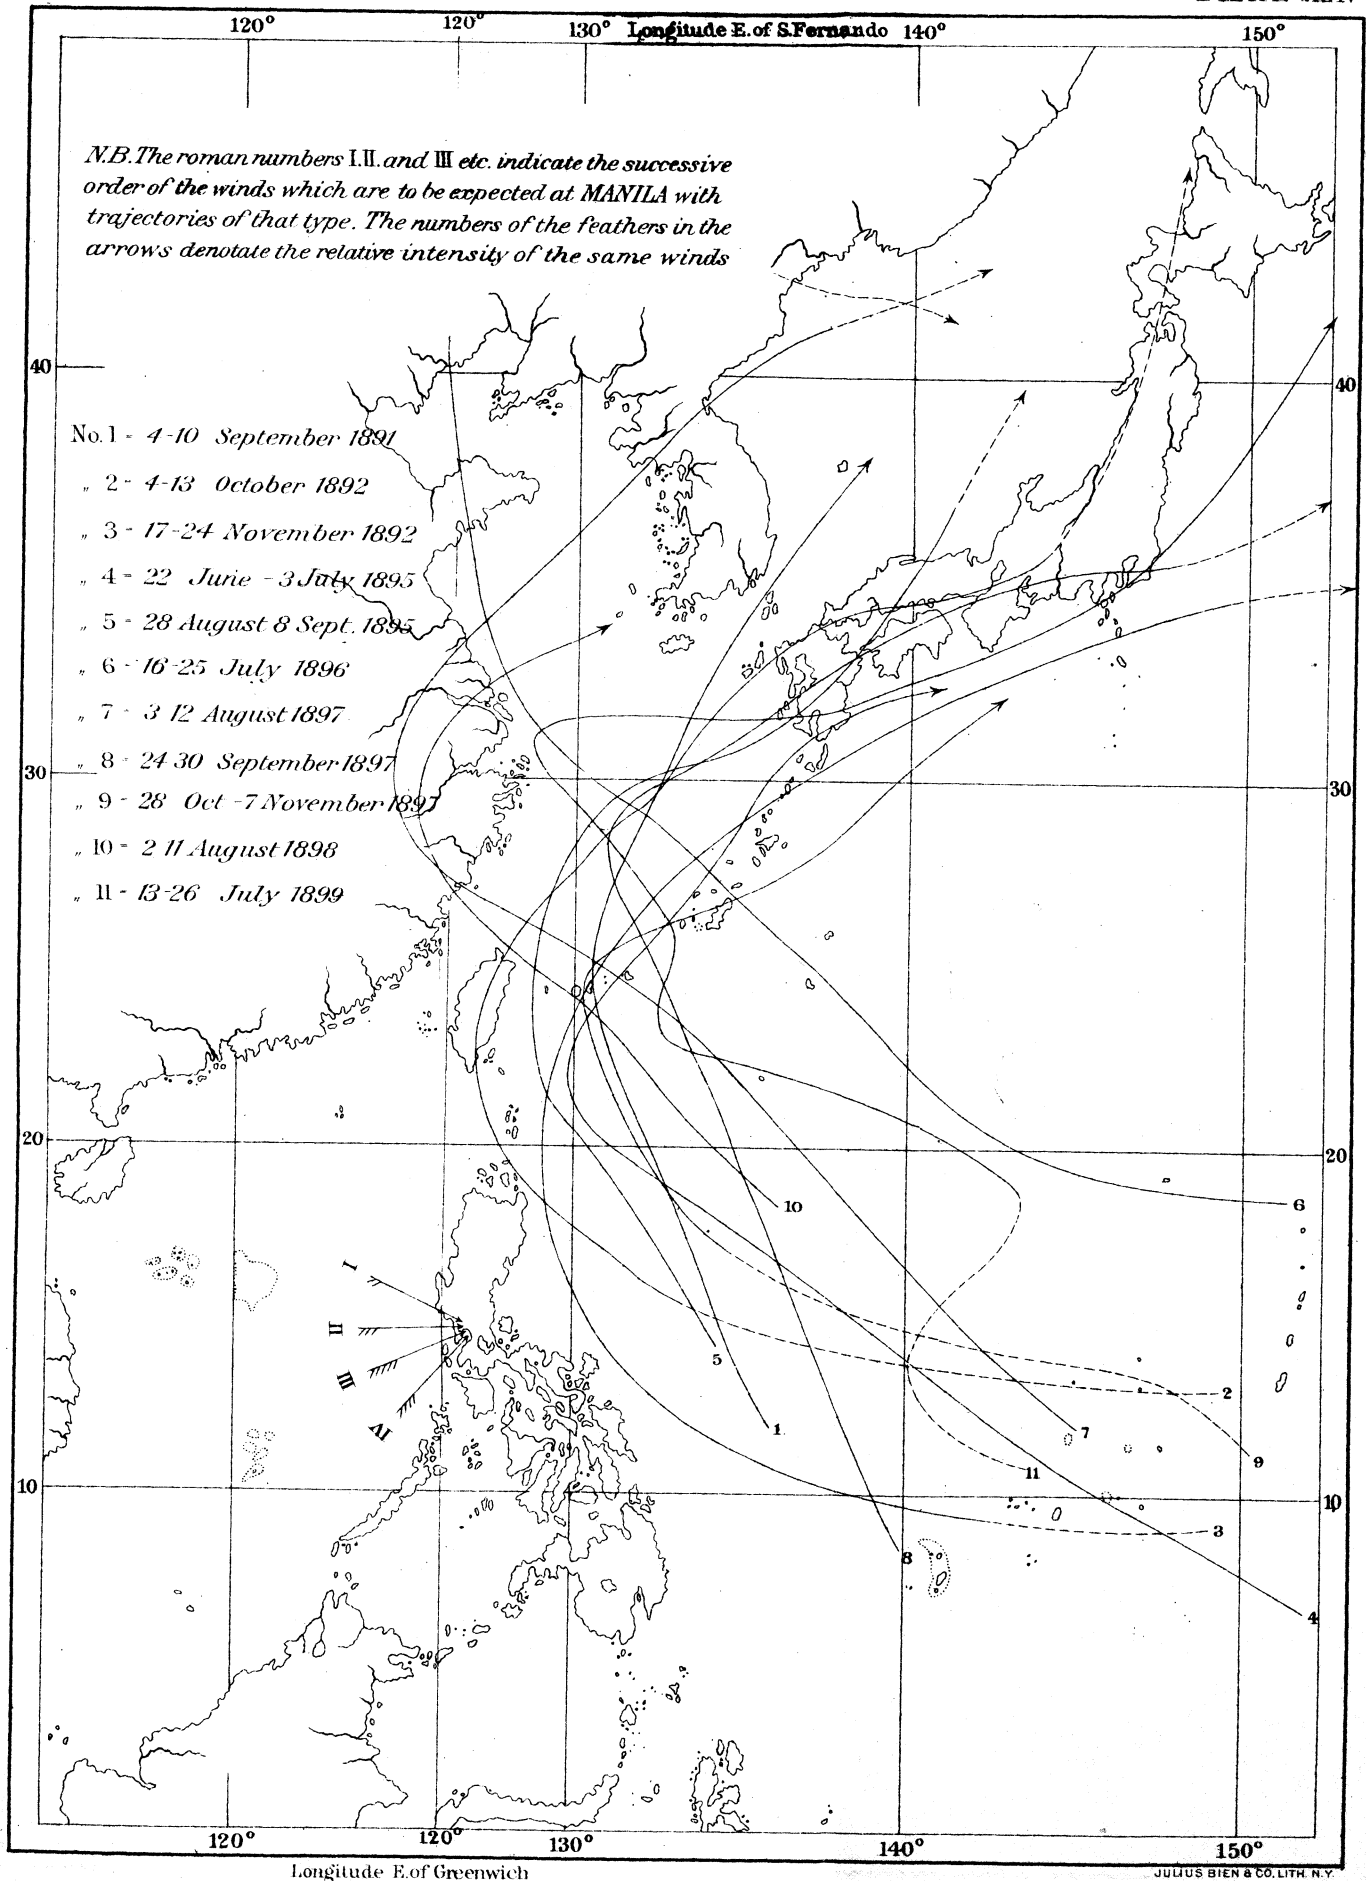 120° 120° 130° Longitude E. of S. Fernando 140° 150°
N.B. The roman numbers I. II. and III etc. indicate the successive
order of the winds which are to be expected at MANILA with
trajectories of that type. The numbers of the feathers in the
arrows denotate the relative intensity of the same winds
40 40
No. 1 - 4-10 September 1891
„ 2 - 4-13 October 1892
„ 3 - 17-24 November 1892
„ 4 = 22 June - 3 July 1895
„ 5 - 28 August 8 Sept. 1895
„ 6 - 16-25 July 1896
„ 7 - 3 12 August 1897
„ 8 - 24 30 September 1897
30 30
„ 9 - 28 Oct - 7 November 1897
„ 10 - 2 11 August 1898
„ 11 - 13-26 July 1899
20 20
10 6
I
II
III
IV
5
2
1
7
9
11
10 10
3
8
4
120° 120° 130° 140° 150°
Longitude E. of Greenwich
JULIUS BIEN & CO. LITH. N.Y.